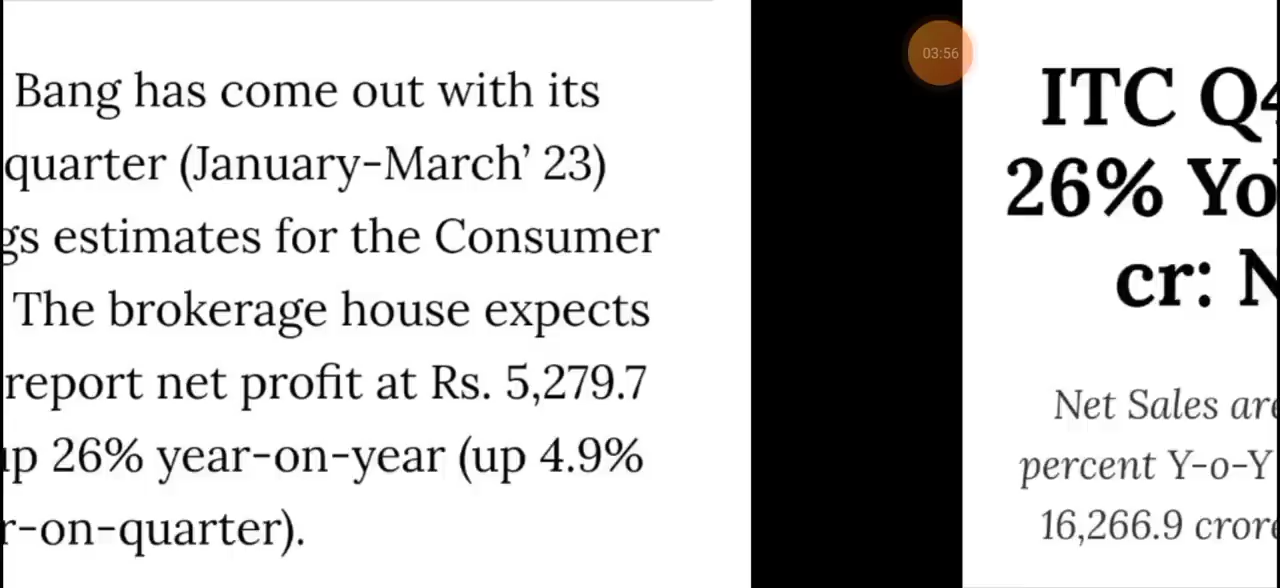 Bang has come out with its
quarter (January-March' 23)
estimates for the Consumer
The brokerage house expects
report net profit at Rs. 5,279.7
up 26% year-on-year (up 4.9%
r-on-quarter).
03:56
ITC Q4
26% Yo
cr: N
Net Sales are
percent Y-o-Y
16,266.9 crore